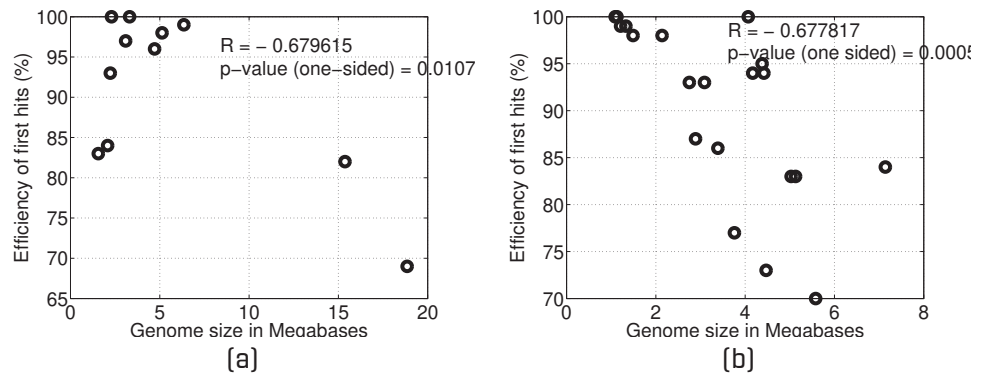 100
95
90
85
80
75
70
65
Efficiency of first hits (%)
R = − 0.679615
p−value (one−sided) = 0.0107
0 5 10 15 20
Genome size in Megabases
(a)
100
95
90
85
80
75
70
Efficiency of first hits (%)
R = − 0.677817
p−value (one sided) = 0.0005
0 2 4 6 8
Genome size in Megabases
(b)